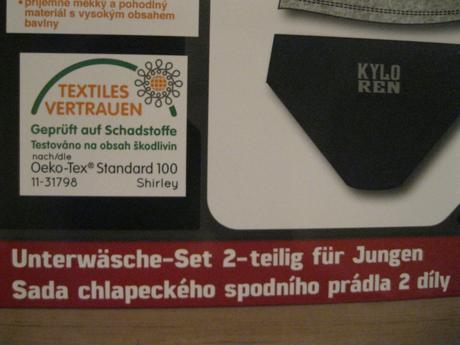 • příjemně měkký a pohodlný
materiál s vysokým obsahem
bavlny
TEXTILES
VERTRAUEN
Geprüft auf Schadstoffe
Testováno na obsah škodlivin
nach/dle
Oeko-Tex® Standard 100
11-31798 Shirley
KYLO
REN
Unterwäsche-Set 2-teilig für Jungen
Sada chlapeckého spodního prádla 2 díly